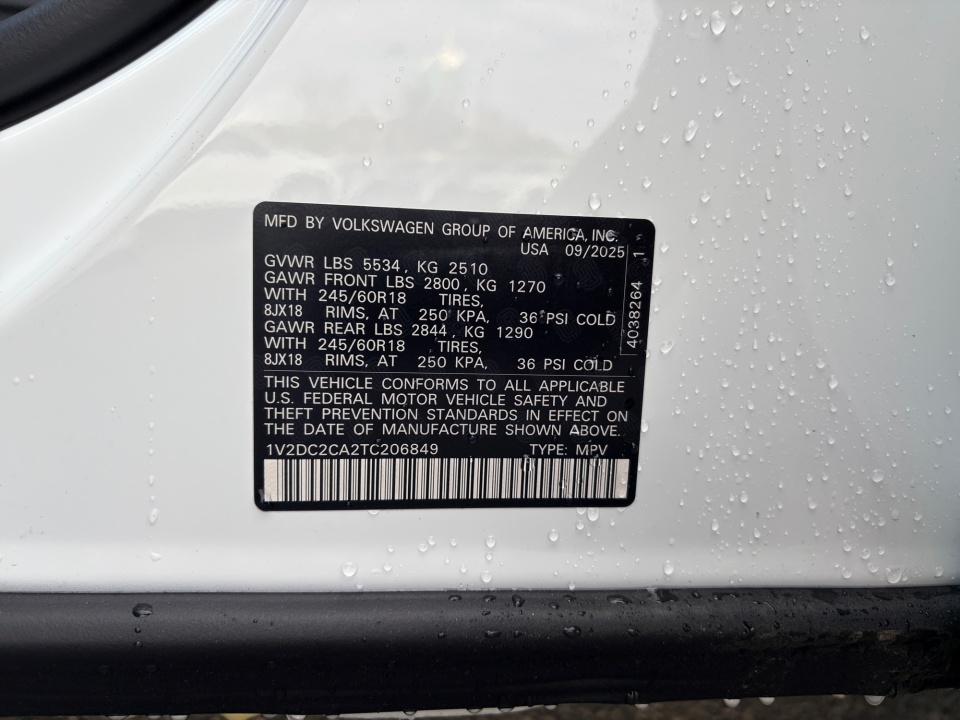 MFD BY VOLKSWAGEN GROUP OF AMERICA, INC.
USA 09/2025
GVWR LBS 5534, KG 2510
GAWR FRONT LBS 2800, KG 1270
WITH 245/60R18 TIRES,
8JX18 RIMS, AT 250 KPA, 36 PSI COLD
GAWR REAR LBS 2844, KG 1290
WITH 245/60R18 TIRES,
8JX18 RIMS, AT 250 KPA, 36 PSI COLD
4038264 1
THIS VEHICLE CONFORMS TO ALL APPLICABLE
U.S. FEDERAL MOTOR VEHICLE SAFETY AND
THEFT PREVENTION STANDARDS IN EFFECT ON
THE DATE OF MANUFACTURE SHOWN ABOVE.
1V2DC2CA2TC206849 TYPE: MPV